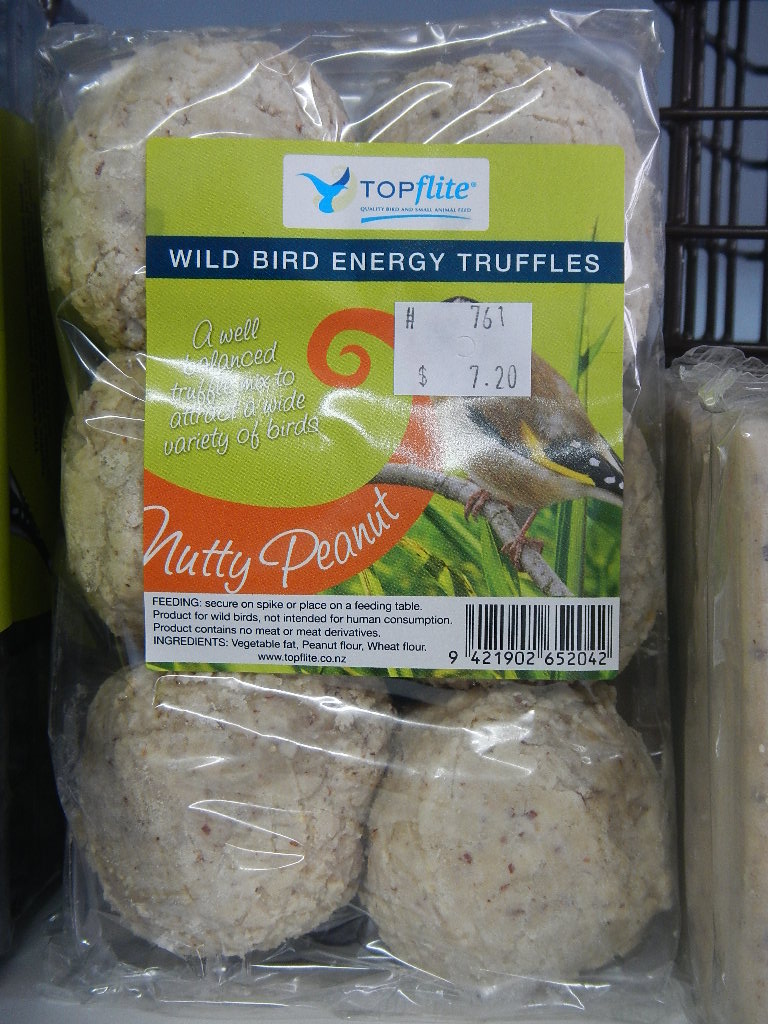 TOPflite®
QUALITY BIRD AND SMALL ANIMAL FEED
WILD BIRD ENERGY TRUFFLES
H 761
$ 7.20
A well
balanced
truffle mix to
attract a wide
variety of birds
Nutty Peanut
FEEDING: secure on spike or place on a feeding table.
Product for wild birds, not intended for human consumption.
Product contains no meat or meat derivatives.
INGREDIENTS: Vegetable fat, Peanut flour, Wheat flour.
www.topflite.co.nz
9 421902 652042